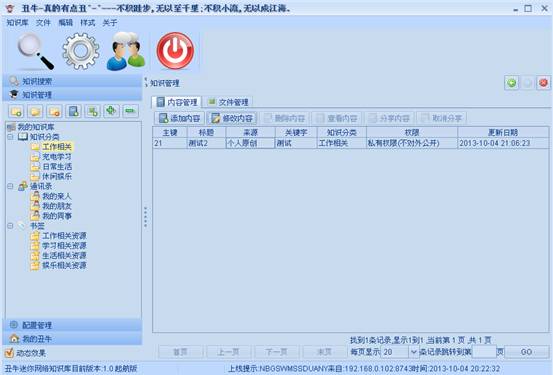 丑牛-真的有点丑^-^---不积跬步,无以至千里;不积小流,无以成江海。
知识库 文件 编辑 样式 关于
知识搜索
知识管理
知识管理
内容管理 文件管理
添加内容 修改内容 删除内容 查看内容 分享内容 取消分享
主键 标题 来源 关键字 知识分类 权限 更新日期
21 测试2 个人原创 测试 工作相关 私有权限(不对外公开) 2013-10-04 21:06:23
我的知识库
知识分类
工作相关
充电学习
日常生活
休闲娱乐
通讯录
我的亲人
我的朋友
我的同事
书签
工作相关资源
学习相关资源
生活相关资源
娱乐相关资源
配置管理
我的丑牛
动态效果
找到1条记录,显示1到1 ,当前第 1 页 ,共 1 页
首页 上一页 下一页 末页 每页显示 20 条记录跳转到第 页 GO
丑牛迷你网络知识库目前版本:1.0 起航版
上线提示:NBGSWMSSDUANY来自:192.168.0.102:8743时间:2013-10-04 20:22:32